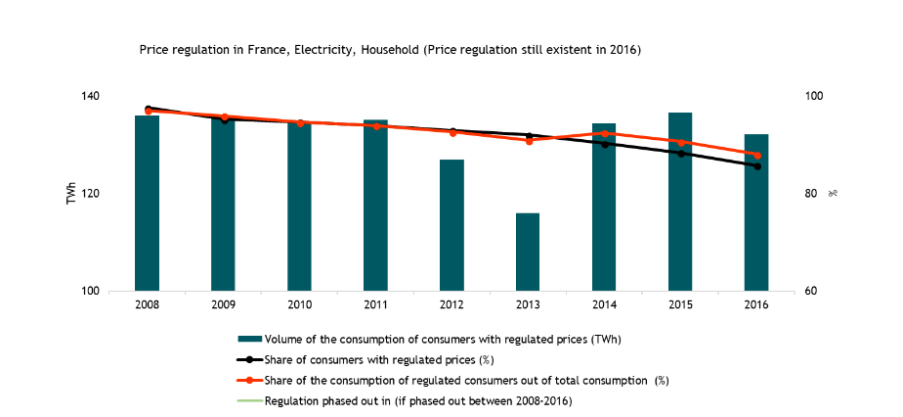 Price regulation in France, Electricity, Household (Price regulation still existent in 2016)
140
100
120
80
TWh
%
100
60
2008 2009 2010 2011 2012 2013 2014 2015 2016
Volume of the consumption of consumers with regulated prices (TWh)
Share of consumers with regulated prices (%)
Share of the consumption of regulated consumers out of total consumption (%)
Regulation phased out in (if phased out between 2008-2016)